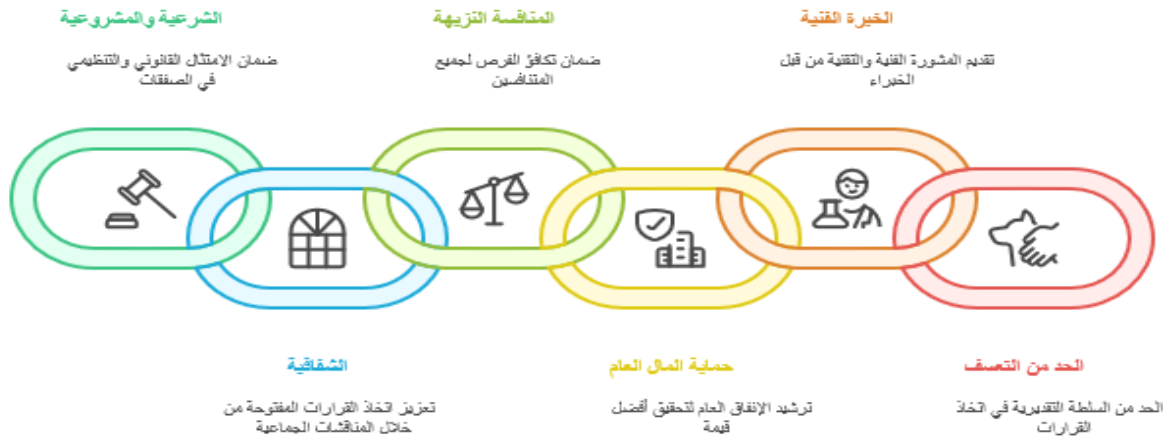 الشرعية والمشروعية
ضمان الامتثال القانوني والتنظيمي
في الصفقات
المنافسة النزيهة
ضمان تكافؤ الفرص لجميع
المتنافسين
الخبرة الفنية
تقديم المشورة الفنية والتقنية من قبل
الخبراء
الشفافية
تعزيز اتخاذ القرارات المفتوحة من
خلال المناقشات الجماعية
حماية المال العام
ترشيد الإنفاق العام لتحقيق أفضل
قيمة
الحد من التعسف
الحد من السلطة التقديرية في اتخاذ
القرارات